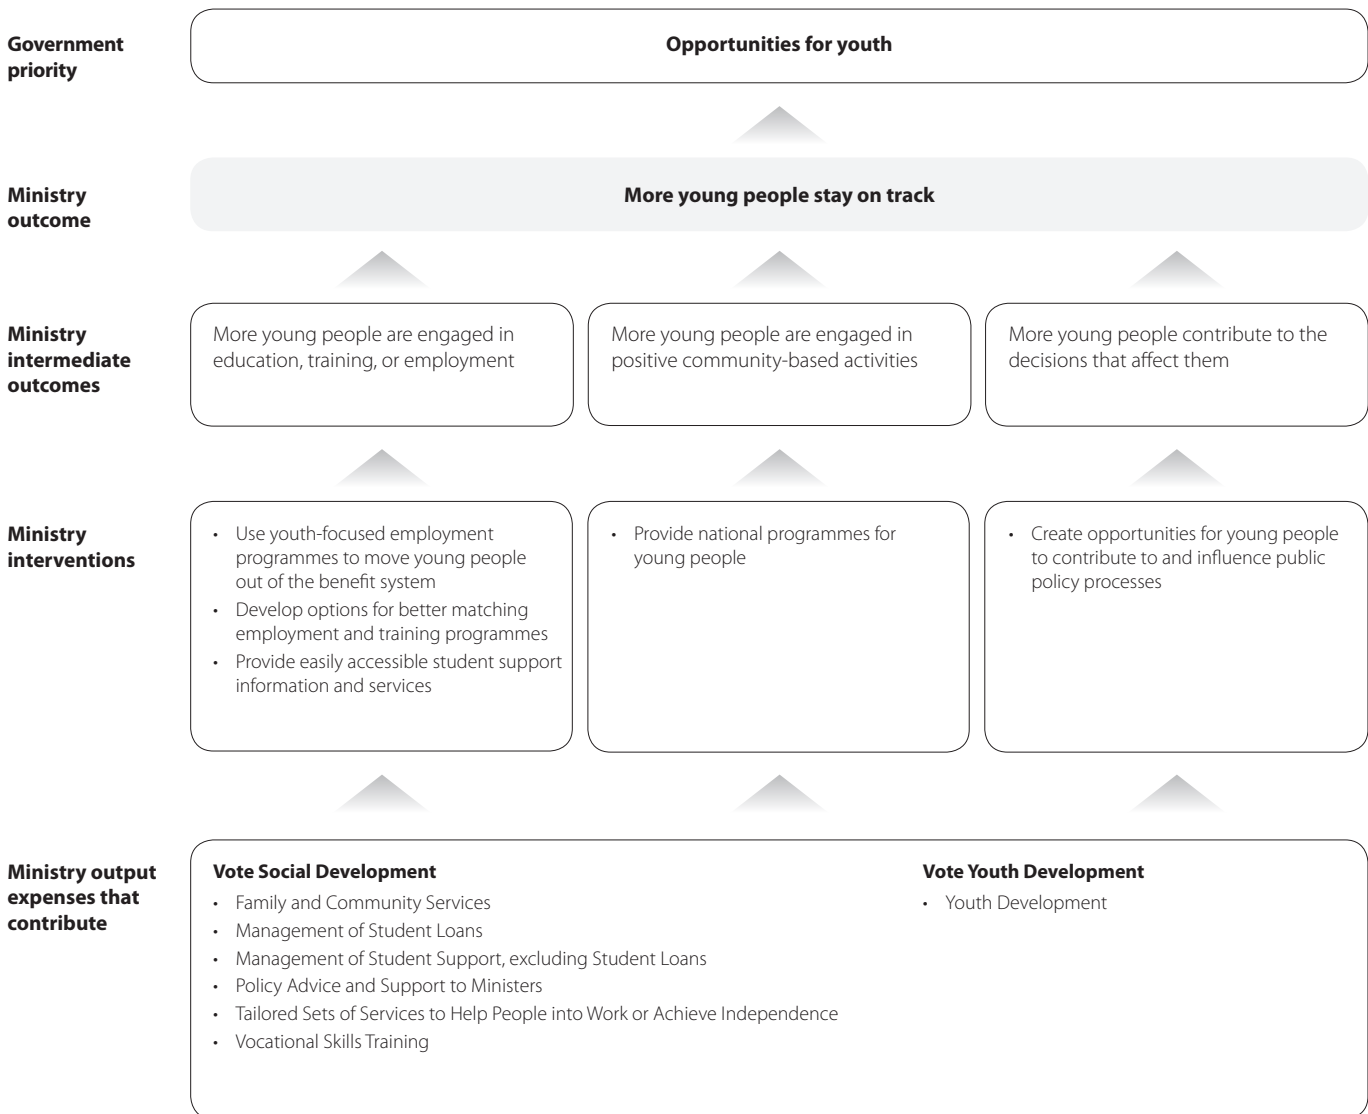 Government
priority
Opportunities for youth
Ministry
outcome
More young people stay on track
Ministry
intermediate
outcomes
More young people are engaged in
education, training, or employment
More young people are engaged in
positive community-based activities
More young people contribute to the
decisions that affect them
Ministry
interventions
• Use youth-focused employment
programmes to move young people
out of the benefit system
• Develop options for better matching
employment and training programmes
• Provide easily accessible student support
information and services
• Provide national programmes for
young people
• Create opportunities for young people
to contribute to and influence public
policy processes
Ministry output
expenses that
contribute
Vote Social Development
• Family and Community Services
• Management of Student Loans
• Management of Student Support, excluding Student Loans
• Policy Advice and Support to Ministers
• Tailored Sets of Services to Help People into Work or Achieve Independence
• Vocational Skills Training
Vote Youth Development
• Youth Development